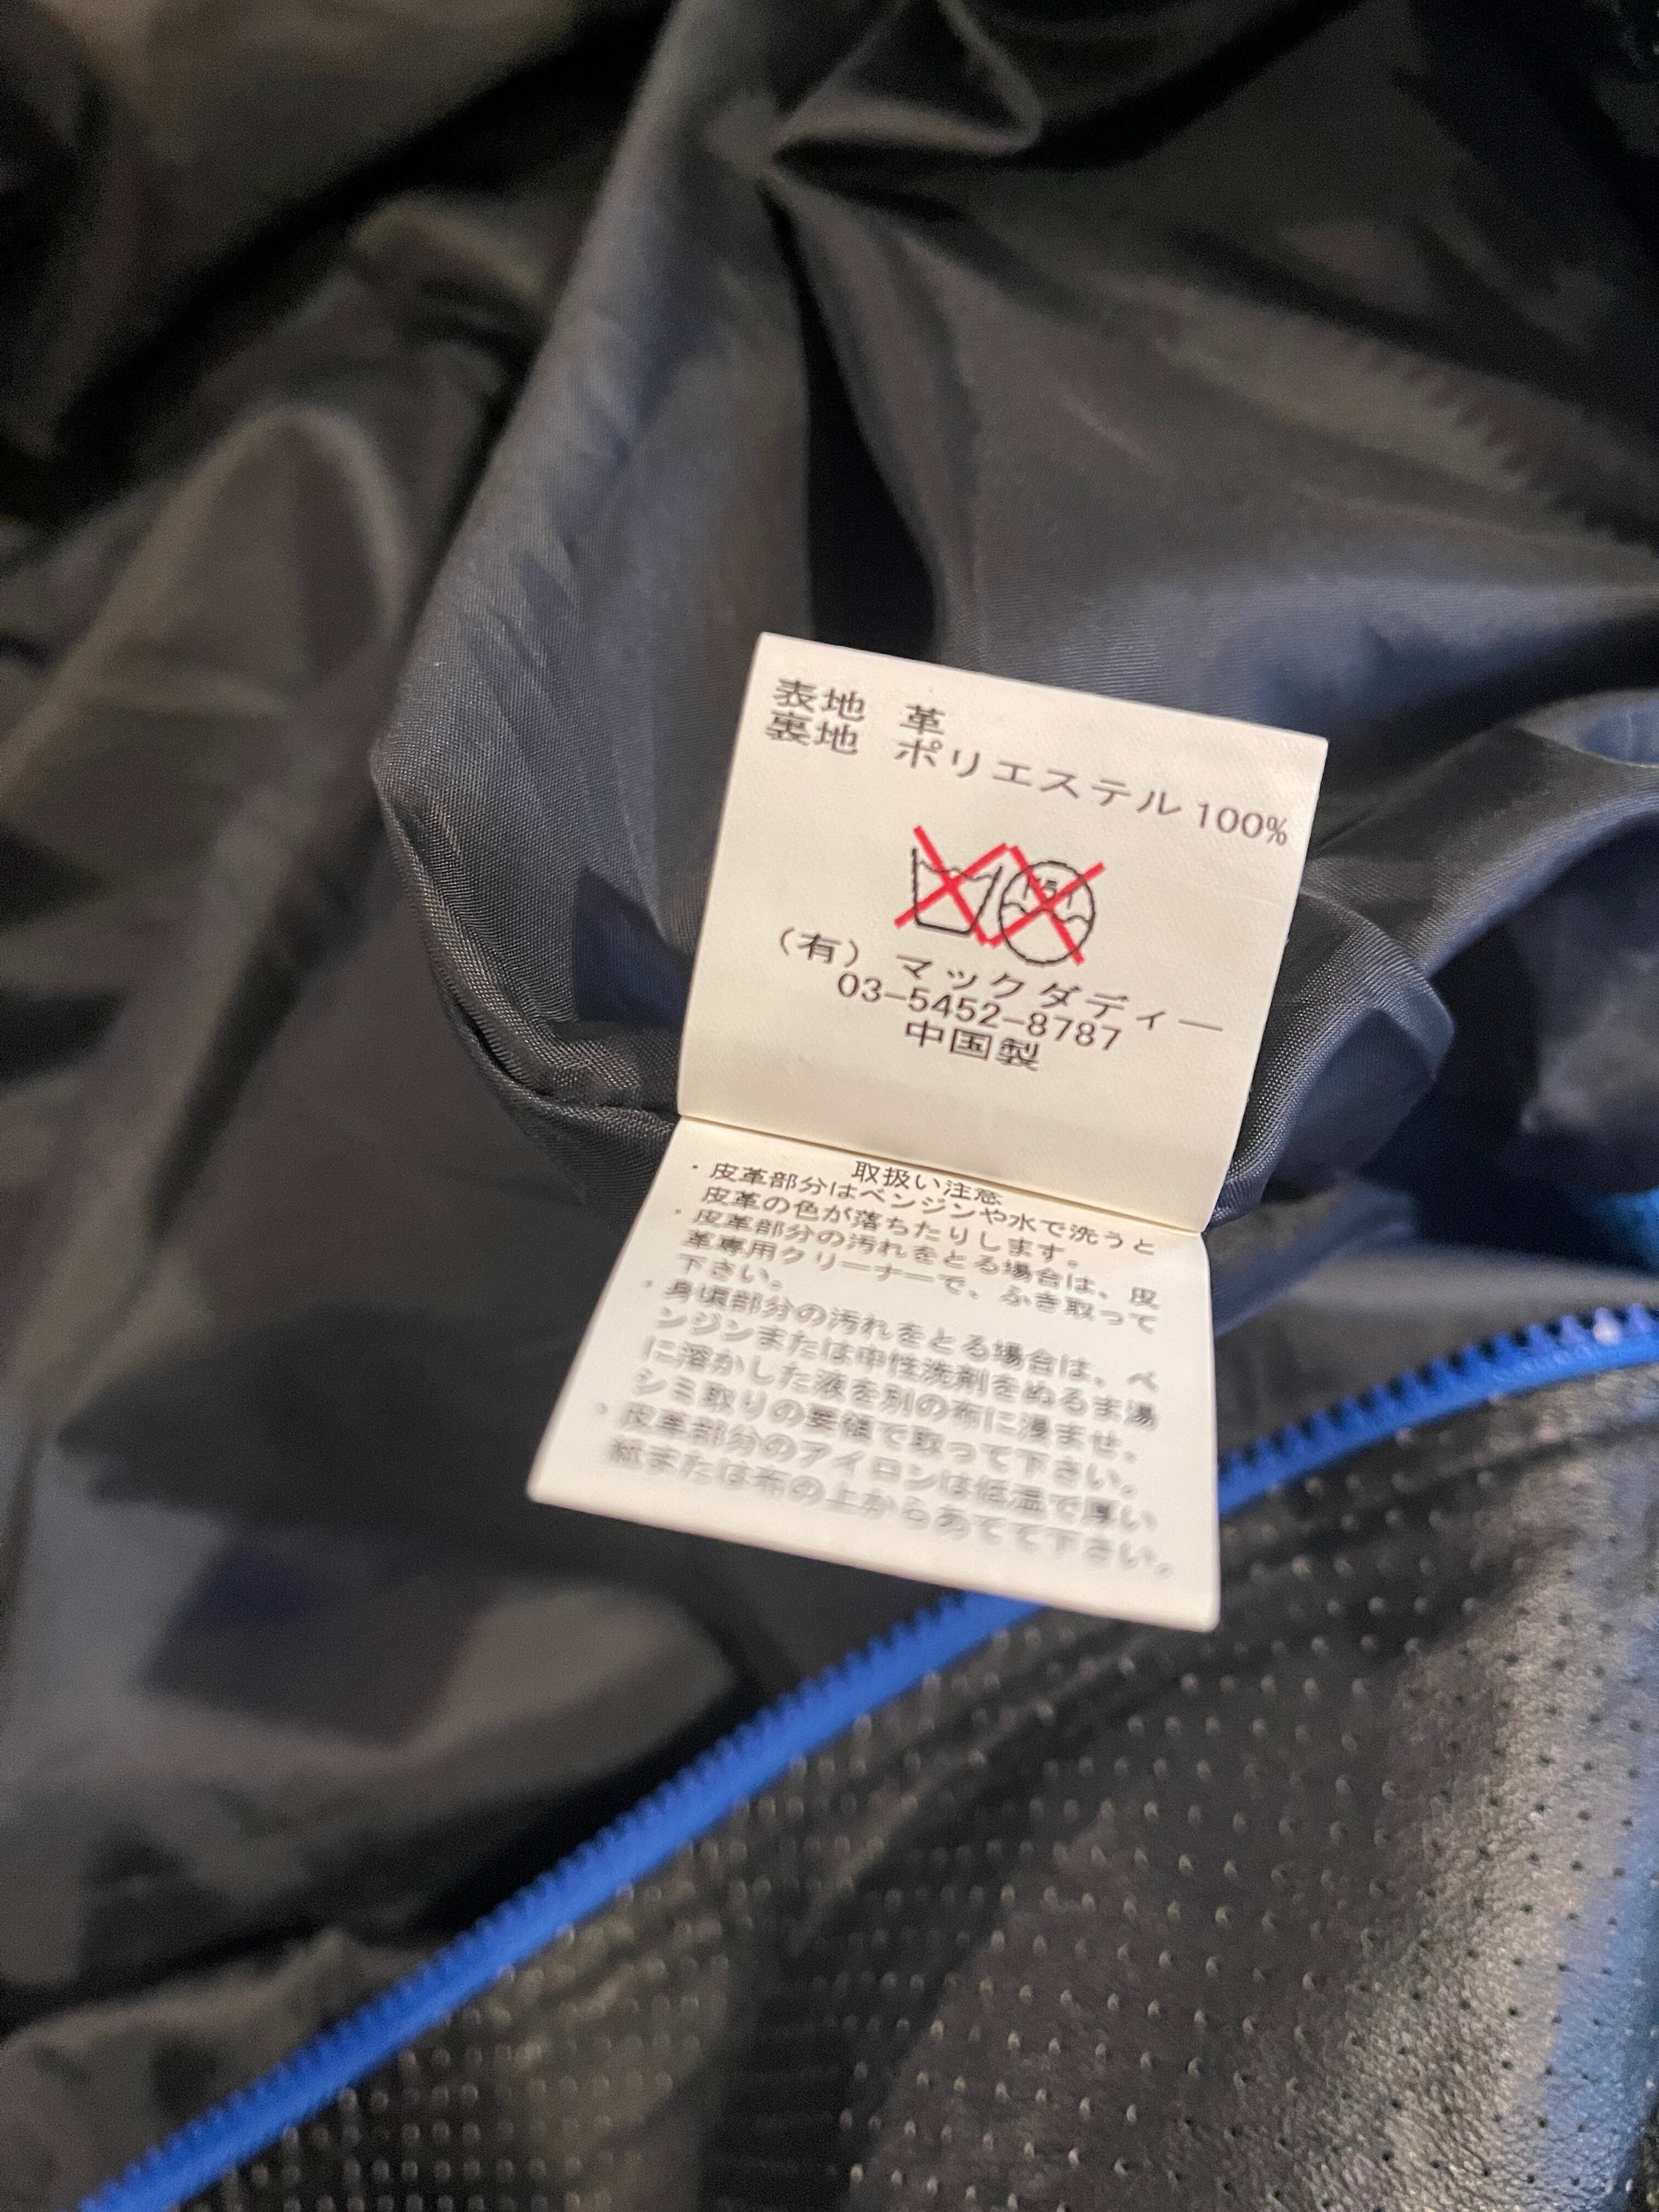 表地 革
裏地 ポリエステル100%
(有)マックダディー
03-5452-8787
中国製
取扱い注意
・皮革部分はベンジンや水で洗うと
皮革の色が落ちたりします。
・皮革部分の汚れをとる場合は、皮
革専用クリーナーで、ふき取って
下さい。
・身頃部分の汚れをとる場合は、ベ
ンジンまたは中性洗剤をぬるま湯
に溶かした液を別の布に浸ませ、
シミ取りの要領で取って下さい。
・皮革部分のアイロンは低温で厚い
紙または布の上からあてて下さい。